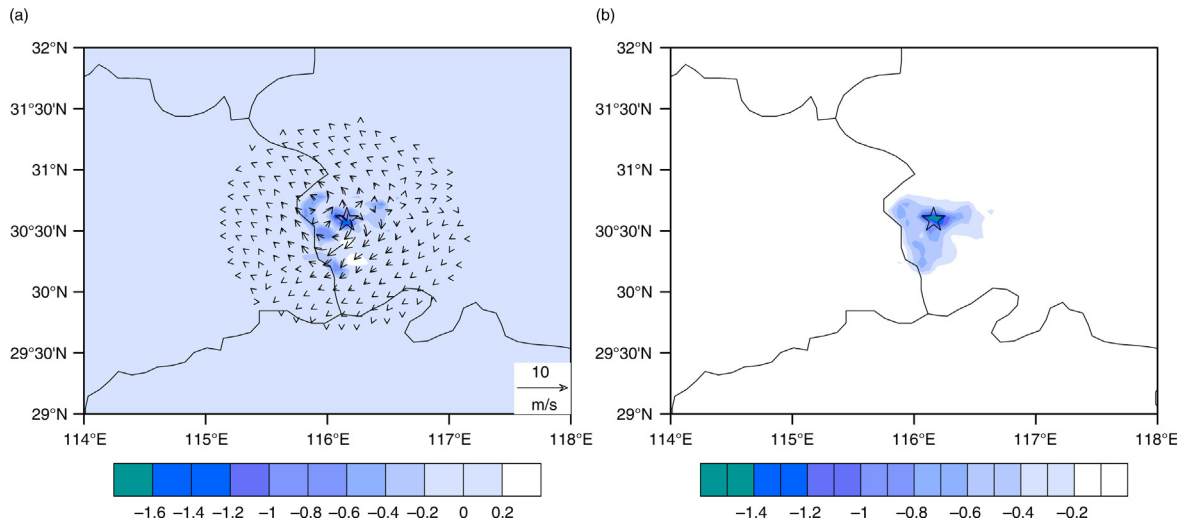 (a)
(b)
32°N
31°30′N
31°N
30°30′N
30°N
29°30′N
29°N
114°E 115°E 116°E 117°E 118°E
10
m/s
−1.6 −1.4 −1.2 −1 −0.8 −0.6 −0.4 −0.2 0 0.2
32°N
31°30′N
31°N
30°30′N
30°N
29°30′N
29°N
114°E 115°E 116°E 117°E 118°E
−1.4 −1.2 −1 −0.8 −0.6 −0.4 −0.2